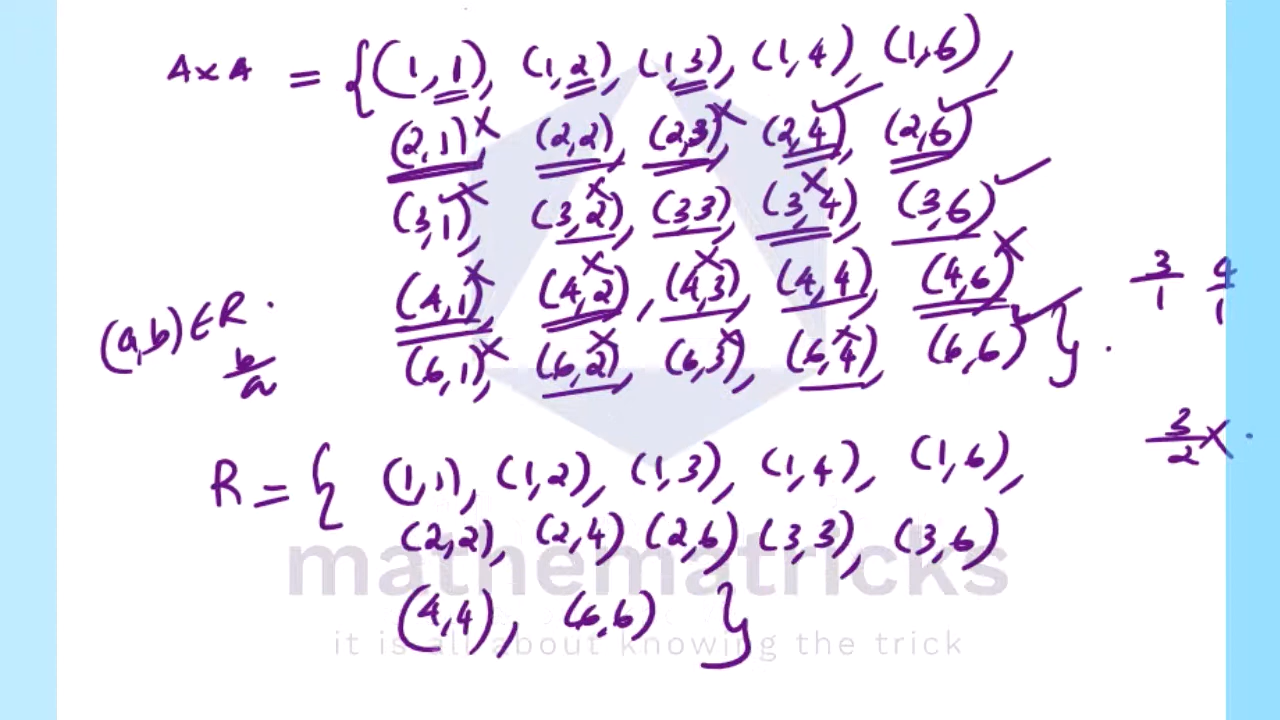 A×A = {(1,1), (1,2), (1,3), (1,4), (1,6),
(2,1), (2,2), (2,3), (2,4), (2,6)
(3,1), (3,2), (3,3), (3,4), (3,6)
(4,1), (4,2), (4,3), (4,4), (4,6)
(6,1), (6,2), (6,3), (6,4), (6,6) }.
(a,b) ∈ R.
b/a
3/1 4/1
3/2 ×.
R = { (1,1), (1,2), (1,3), (1,4), (1,6),
(2,2), (2,4) (2,6) (3,3), (3,6)
(4,4), (6,6) }
mathematricks
it is all about knowing the trick